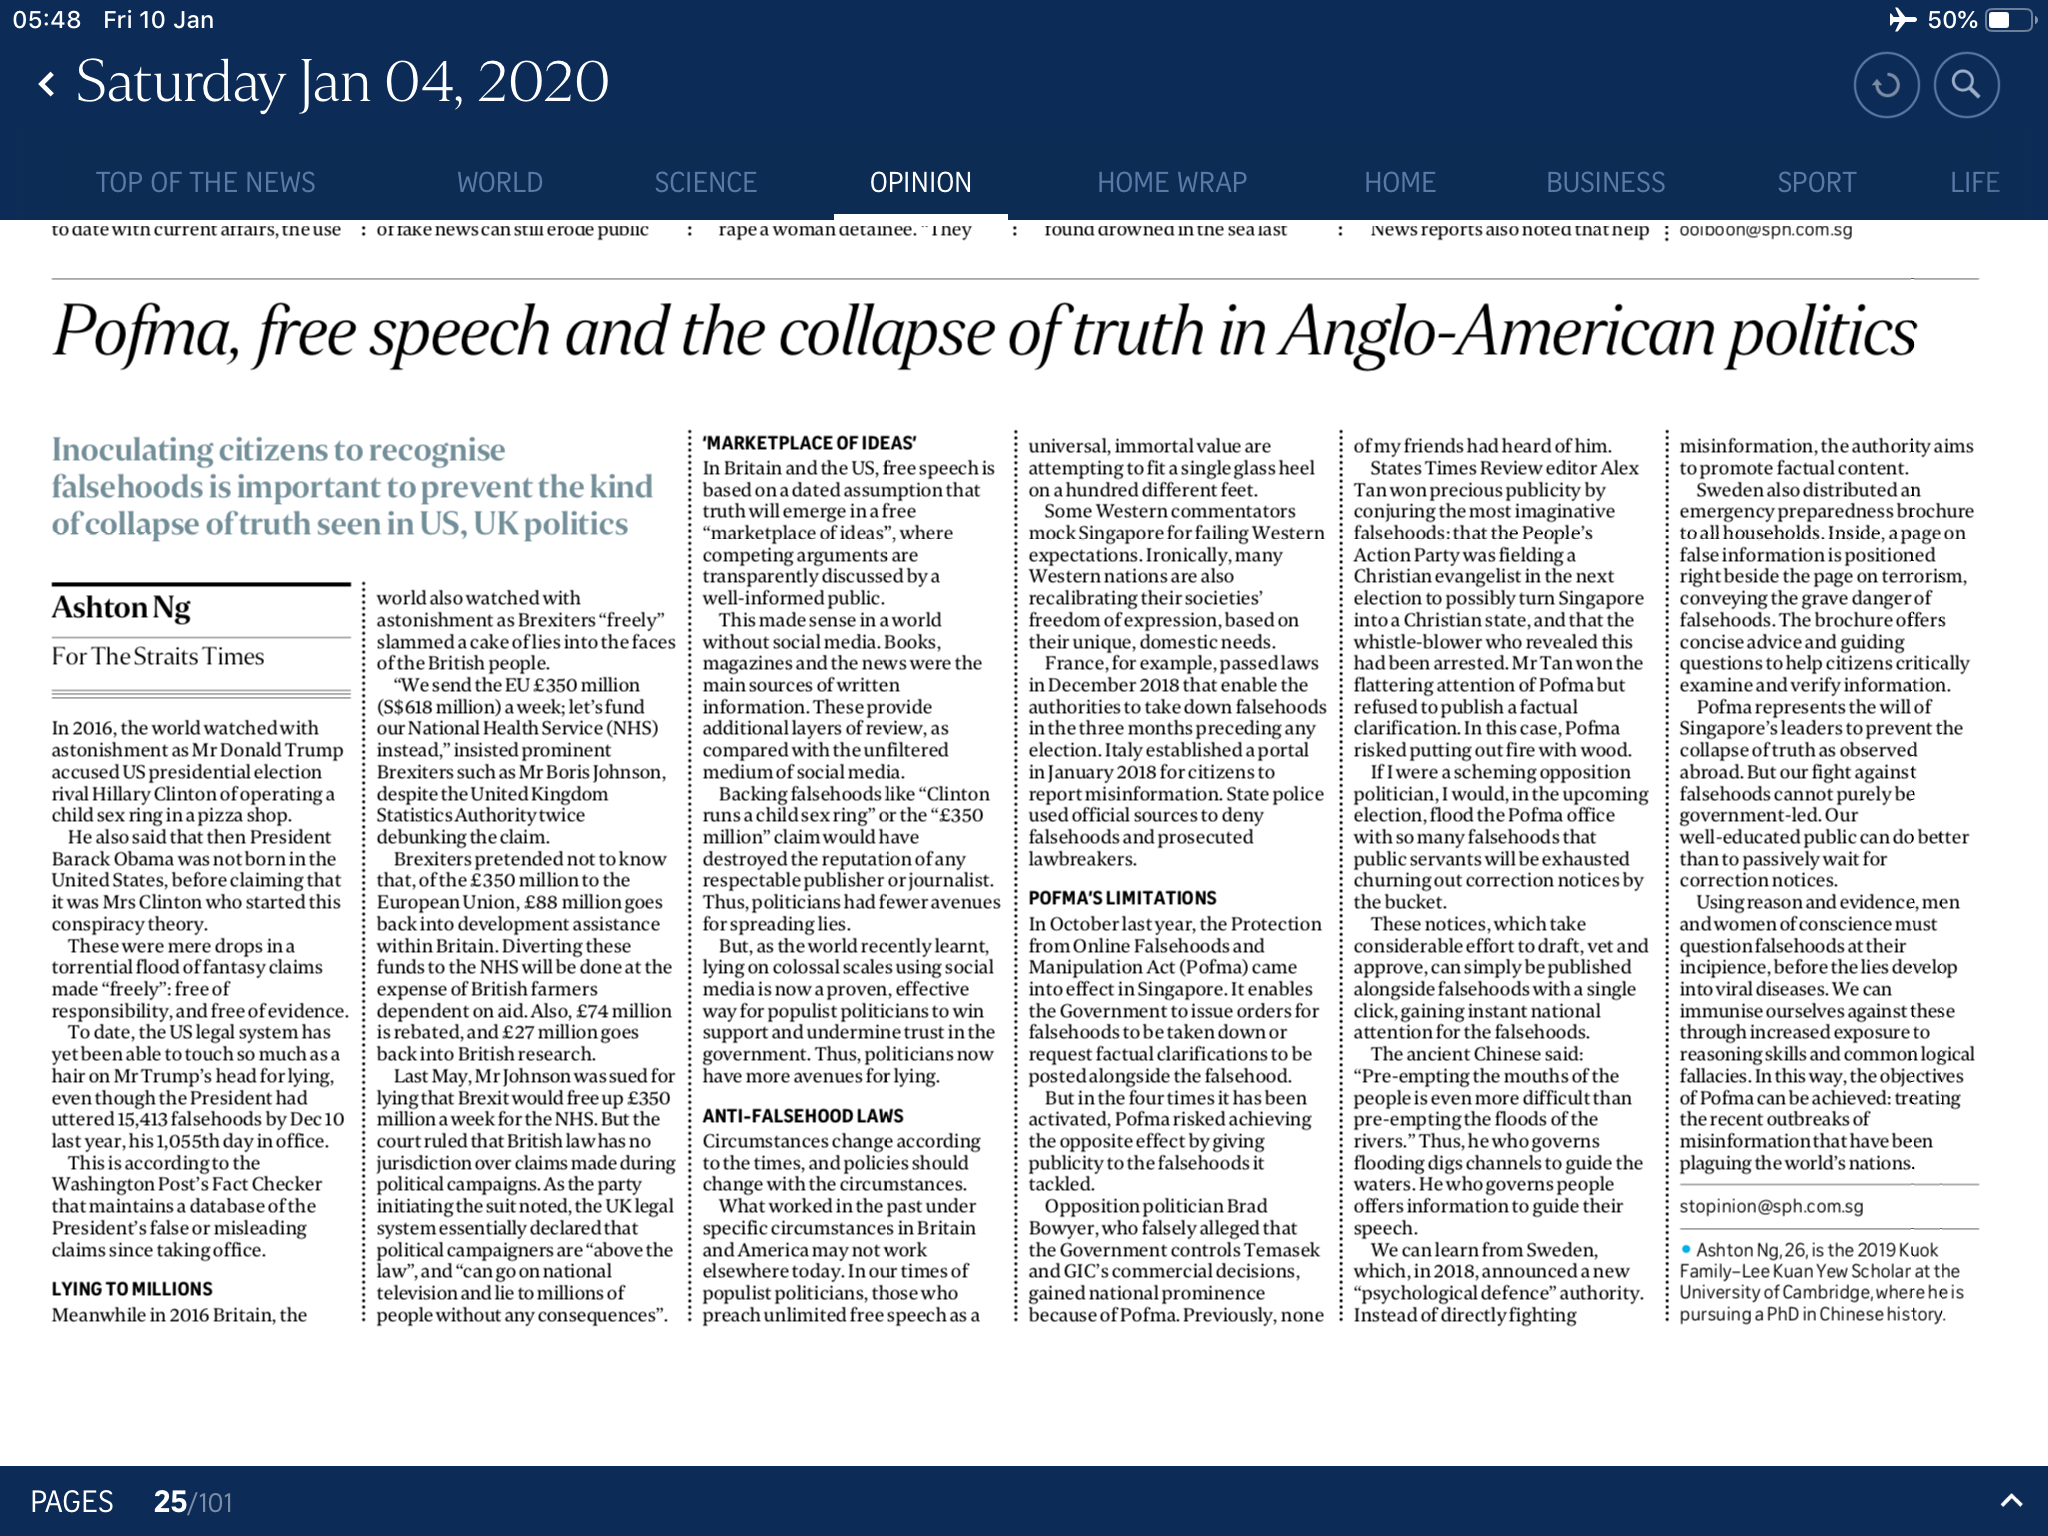 05:48 Fri 10 Jan
50%
Saturday Jan 04, 2020
TOP OF THE NEWS
WORLD
SCIENCE
OPINION
HOME WRAP
HOME
BUSINESS
SPORT
LIFE
to date with current affairs, the use
of fake news can still erode public
rape a woman detainee. "They
found drowned in the sea last
News reports also noted that help
ooiboon@sph.com.sg
Pofma, free speech and the collapse of truth in Anglo-American politics
Inoculating citizens to recognise
falsehoods is important to prevent the kind
of collapse of truth seen in US, UK politics
Ashton Ng
For The Straits Times
In 2016, the world watched with
astonishment as Mr Donald Trump
accused US presidential election
rival Hillary Clinton of operating a
child sex ring in a pizza shop.
He also said that then President
Barack Obama was not born in the
United States, before claiming that
it was Mrs Clinton who started this
conspiracy theory.
These were mere drops in a
torrential flood of fantasy claims
made “freely”: free of
responsibility, and free of evidence.
To date, the US legal system has
yet been able to touch so much as a
hair on Mr Trump’s head for lying,
even though the President had
uttered 15,413 falsehoods by Dec 10
last year, his 1,055th day in office.
This is according to the
Washington Post’s Fact Checker
that maintains a database of the
President’s false or misleading
claims since taking office.
LYING TO MILLIONS
Meanwhile in 2016 Britain, the
world also watched with
astonishment as Brexiters “freely”
slammed a cake of lies into the faces
of the British people.
“We send the EU £350 million
(S$618 million) a week; let’s fund
our National Health Service (NHS)
instead,” insisted prominent
Brexiters such as Mr Boris Johnson,
despite the United Kingdom
Statistics Authority twice
debunking the claim.
Brexiters pretended not to know
that, of the £350 million to the
European Union, £88 million goes
back into development assistance
within Britain. Diverting these
funds to the NHS will be done at the
expense of British farmers
dependent on aid. Also, £74 million
is rebated, and £27 million goes
back into British research.
Last May, Mr Johnson was sued for
lying that Brexit would free up £350
million a week for the NHS. But the
court ruled that British law has no
jurisdiction over claims made during
political campaigns. As the party
initiating the suit noted, the UK legal
system essentially declared that
political campaigners are “above the
law”, and “can go on national
television and lie to millions of
people without any consequences”.
‘MARKETPLACE OF IDEAS’
In Britain and the US, free speech is
based on a dated assumption that
truth will emerge in a free
“marketplace of ideas”, where
competing arguments are
transparently discussed by a
well-informed public.
This made sense in a world
without social media. Books,
magazines and the news were the
main sources of written
information. These provide
additional layers of review, as
compared with the unfiltered
medium of social media.
Backing falsehoods like “Clinton
runs a child sex ring” or the “£350
million” claim would have
destroyed the reputation of any
respectable publisher or journalist.
Thus, politicians had fewer avenues
for spreading lies.
But, as the world recently learnt,
lying on colossal scales using social
media is now a proven, effective
way for populist politicians to win
support and undermine trust in the
government. Thus, politicians now
have more avenues for lying.
ANTI-FALSEHOOD LAWS
Circumstances change according
to the times, and policies should
change with the circumstances.
What worked in the past under
specific circumstances in Britain
and America may not work
elsewhere today. In our times of
populist politicians, those who
preach unlimited free speech as a
universal, immortal value are
attempting to fit a single glass heel
on a hundred different feet.
Some Western commentators
mock Singapore for failing Western
expectations. Ironically, many
Western nations are also
recalibrating their societies’
freedom of expression, based on
their unique, domestic needs.
France, for example, passed laws
in December 2018 that enable the
authorities to take down falsehoods
in the three months preceding any
election. Italy established a portal
in January 2018 for citizens to
report misinformation. State police
used official sources to deny
falsehoods and prosecuted
lawbreakers.
POFMA’S LIMITATIONS
In October last year, the Protection
from Online Falsehoods and
Manipulation Act (Pofma) came
into effect in Singapore. It enables
the Government to issue orders for
falsehoods to be taken down or
request factual clarifications to be
posted alongside the falsehood.
But in the four times it has been
activated, Pofma risked achieving
the opposite effect by giving
publicity to the falsehoods it
tackled.
Opposition politician Brad
Bowyer, who falsely alleged that
the Government controls Temasek
and GIC’s commercial decisions,
gained national prominence
because of Pofma. Previously, none
of my friends had heard of him.
States Times Review editor Alex
Tan won precious publicity by
conjuring the most imaginative
falsehoods: that the People’s
Action Party was fielding a
Christian evangelist in the next
election to possibly turn Singapore
into a Christian state, and that the
whistle-blower who revealed this
had been arrested. Mr Tan won the
flattering attention of Pofma but
refused to publish a factual
clarification. In this case, Pofma
risked putting out fire with wood.
If I were a scheming opposition
politician, I would, in the upcoming
election, flood the Pofma office
with so many falsehoods that
public servants will be exhausted
churning out correction notices by
the bucket.
These notices, which take
considerable effort to draft, vet and
approve, can simply be published
alongside falsehoods with a single
click, gaining instant national
attention for the falsehoods.
The ancient Chinese said:
“Pre-empting the mouths of the
people is even more difficult than
pre-empting the floods of the
rivers.” Thus, he who governs
flooding digs channels to guide the
waters. He who governs people
offers information to guide their
speech.
We can learn from Sweden,
which, in 2018, announced a new
“psychological defence” authority.
Instead of directly fighting
misinformation, the authority aims
to promote factual content.
Sweden also distributed an
emergency preparedness brochure
to all households. Inside, a page on
false information is positioned
right beside the page on terrorism,
conveying the grave danger of
falsehoods. The brochure offers
concise advice and guiding
questions to help citizens critically
examine and verify information.
Pofma represents the will of
Singapore’s leaders to prevent the
collapse of truth as observed
abroad. But our fight against
falsehoods cannot purely be
government-led. Our
well-educated public can do better
than to passively wait for
correction notices.
Using reason and evidence, men
and women of conscience must
question falsehoods at their
incipience, before the lies develop
into viral diseases. We can
immunise ourselves against these
through increased exposure to
reasoning skills and common logical
fallacies. In this way, the objectives
of Pofma can be achieved: treating
the recent outbreaks of
misinformation that have been
plaguing the world’s nations.
stopinion@sph.com.sg
• Ashton Ng, 26, is the 2019 Kuok
Family-Lee Kuan Yew Scholar at the
University of Cambridge, where he is
pursuing a PhD in Chinese history.
PAGES 25/101